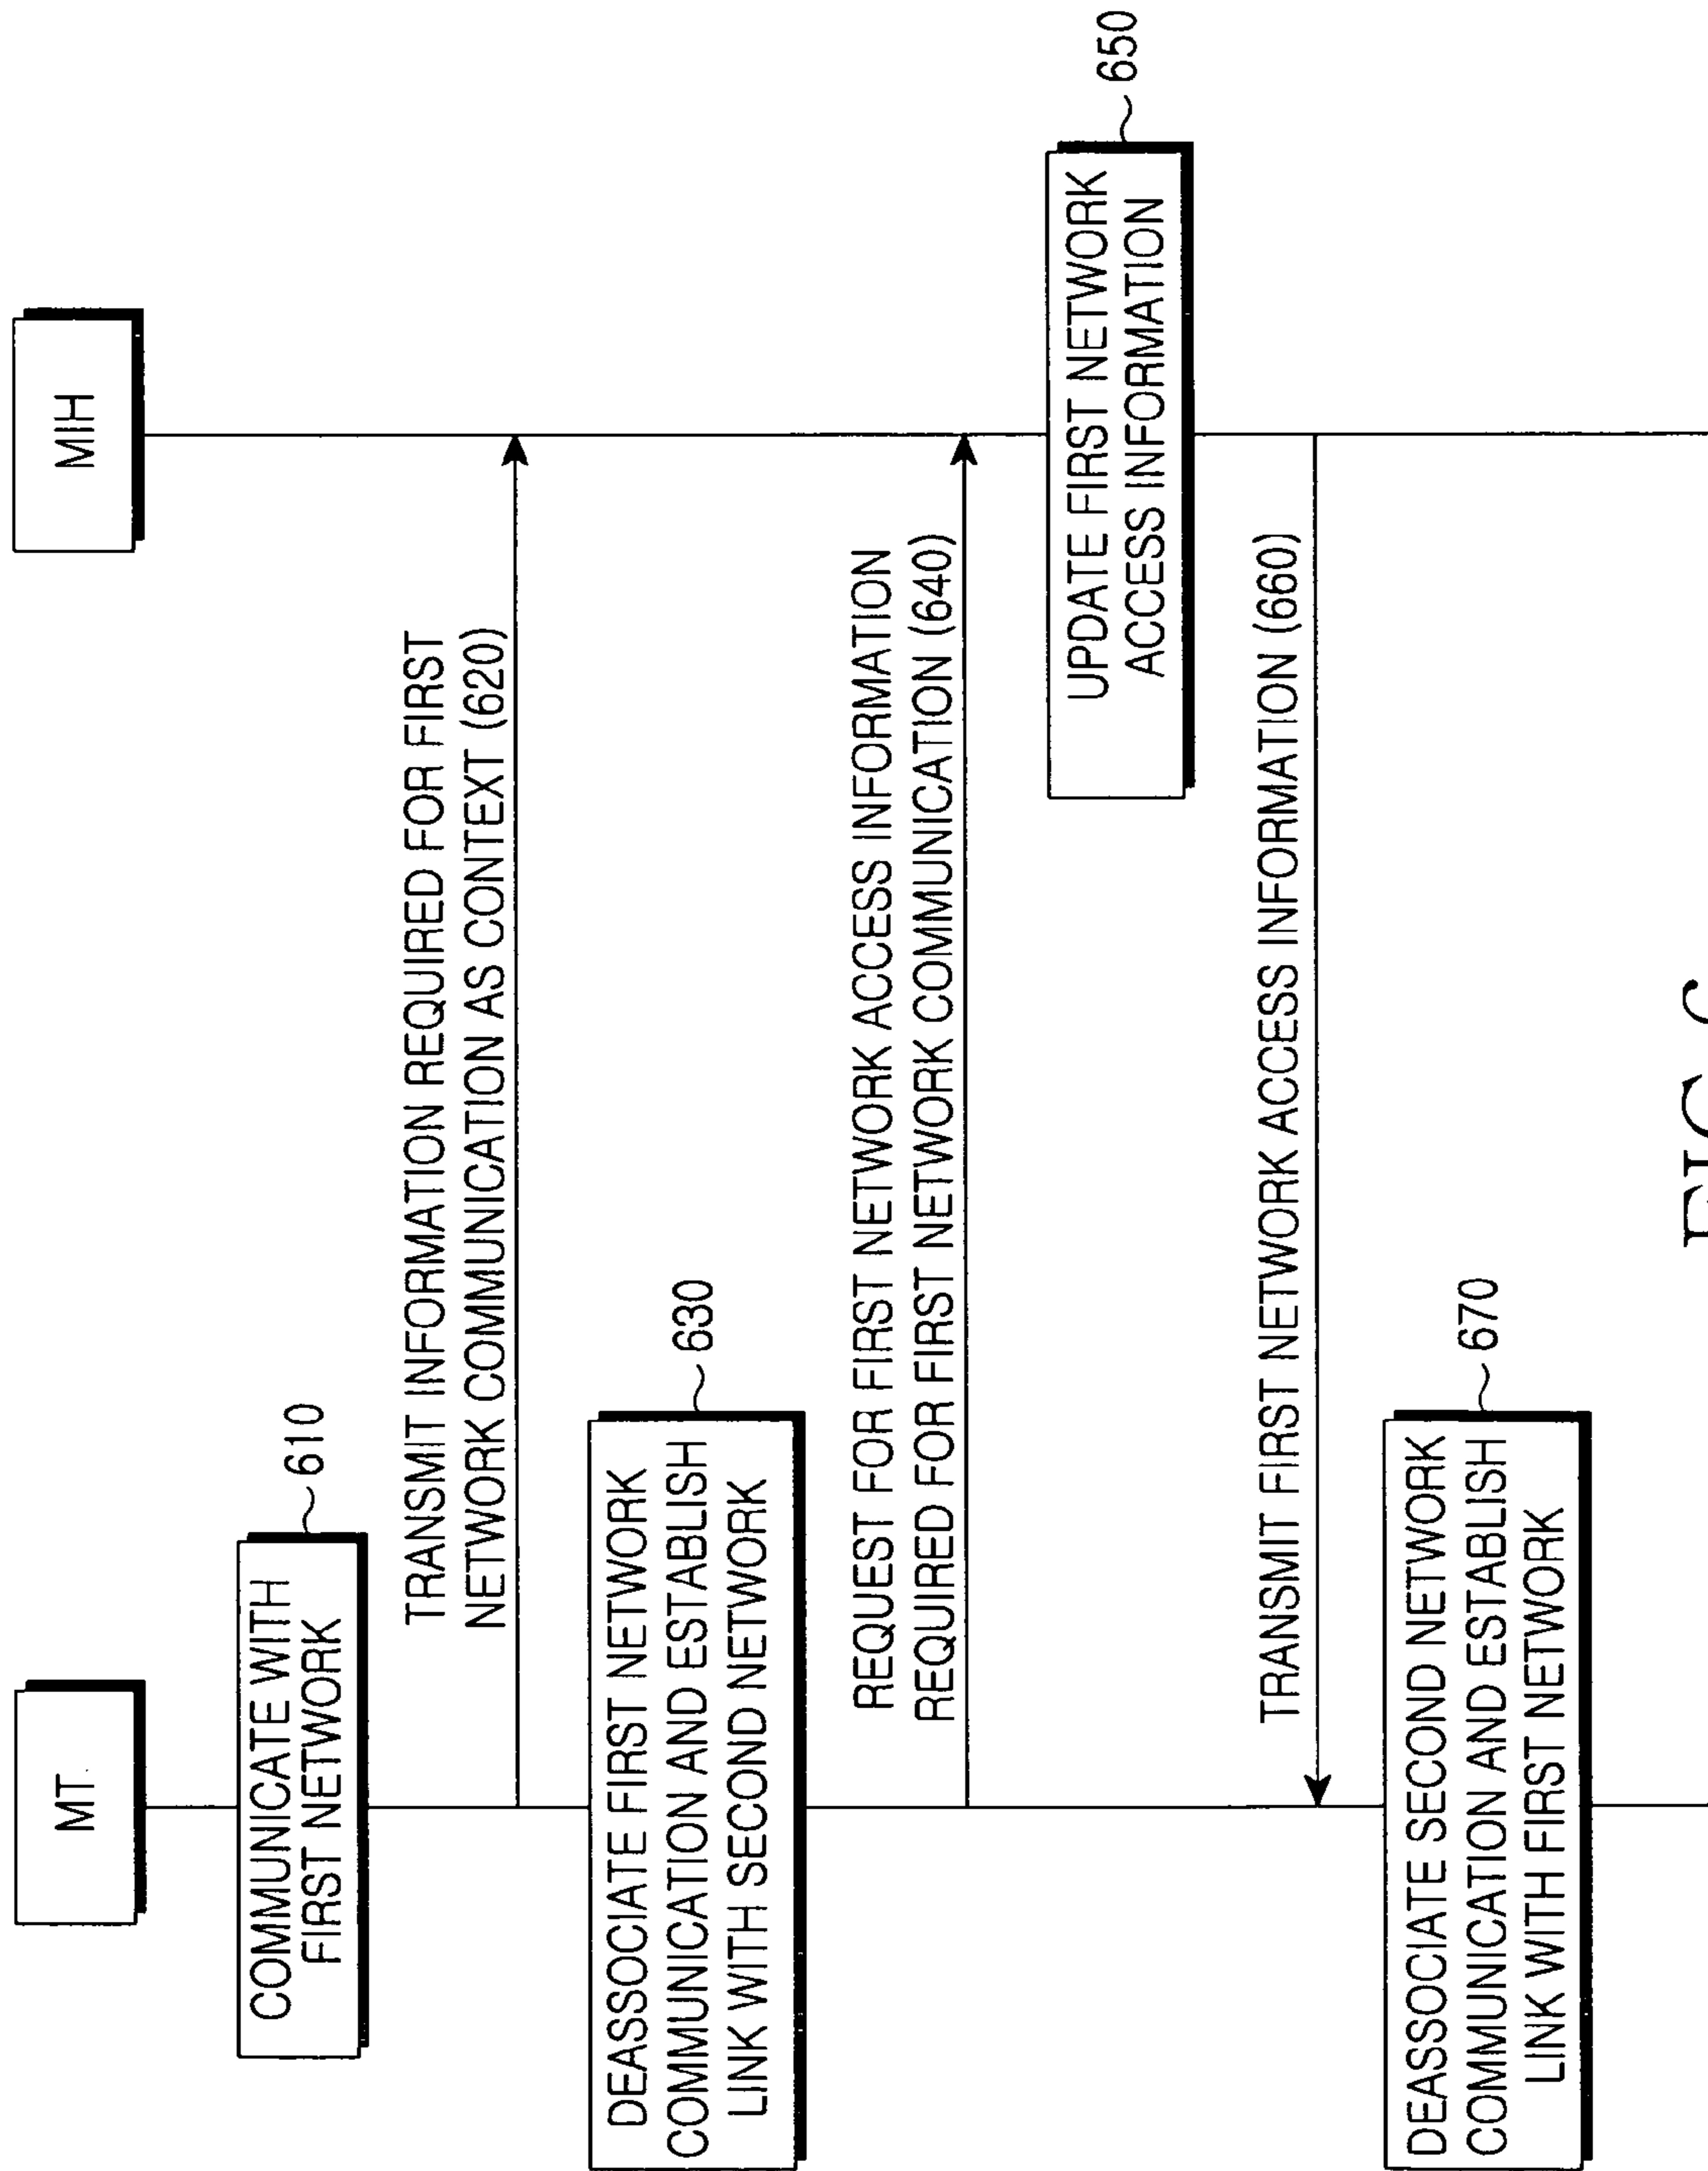 MT
MIH
COMMUNICATE WITH
FIRST NETWORK
610
TRANSMIT INFORMATION REQUIRED FOR FIRST
NETWORK COMMUNICATION AS CONTEXT (620)
DEASSOCIATE FIRST NETWORK
COMMUNICATION AND ESTABLISH
LINK WITH SECOND NETWORK
630
REQUEST FOR FIRST NETWORK ACCESS INFORMATION
REQUIRED FOR FIRST NETWORK COMMUNICATION (640)
UPDATE FIRST NETWORK
ACCESS INFORMATION
650
TRANSMIT FIRST NETWORK ACCESS INFORMATION (660)
DEASSOCIATE SECOND NETWORK
COMMUNICATION AND ESTABLISH
LINK WITH FIRST NETWORK
670